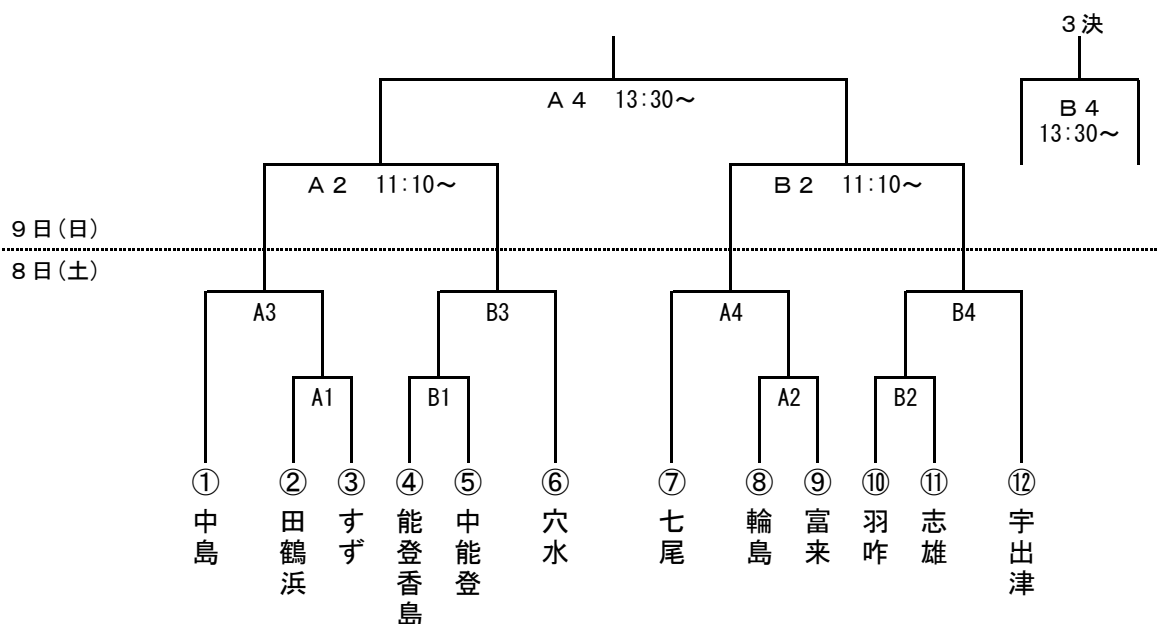 3決
A4 13:30～
B4
13:30～
A2 11:10～
B2 11:10～
9日(日)
8日(土)
A3
B3
A4
B4
A1
B1
A2
B2
①
②
③
④
⑤
⑥
⑦
⑧
⑨
⑩
⑪
⑫
中島
田鶴浜
すず
能登香島
中能登
穴水
七尾
輪島
富来
羽咋
志雄
宇出津